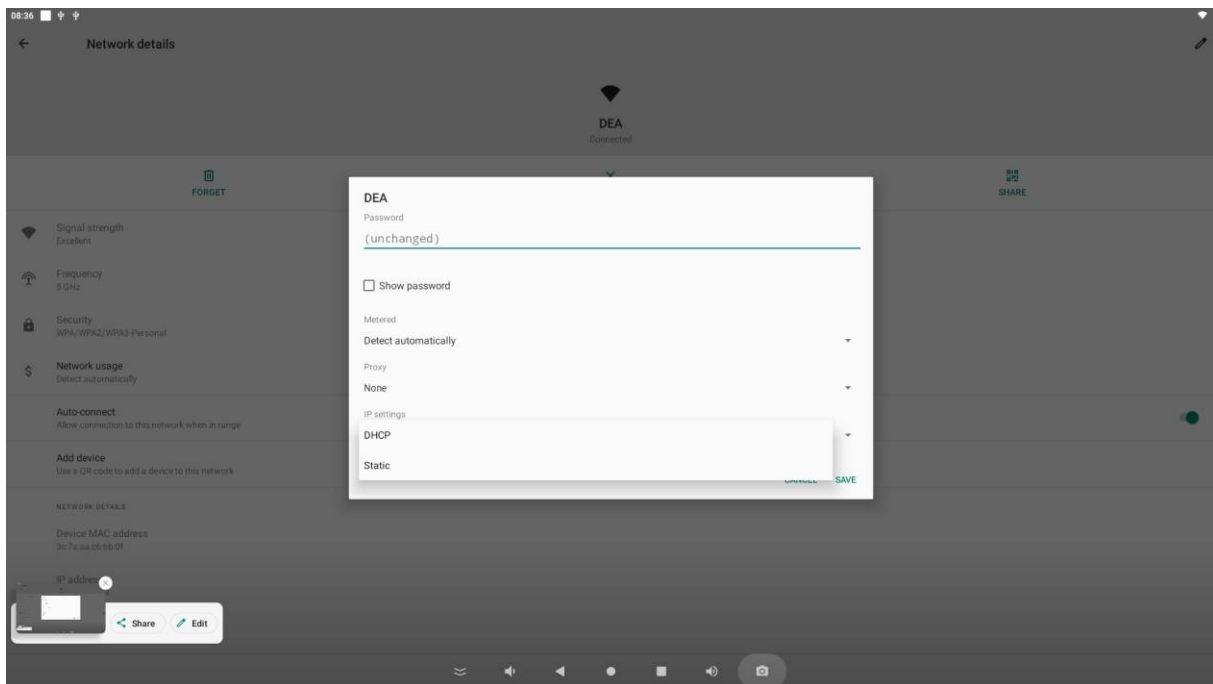 08:36
Network details
DEA
Connected
FORGET
SHARE
Signal strength
Excellent
Frequency
5 GHz
Security
WPA/WPA2/WPA3-Personal
Network usage
Detect automatically
Auto-connect
Allow connection to this network when in range
Add device
Use a QR code to add a device to this network
NETWORK DETAILS
Device MAC address
IP address
DEA
Password
(unchanged)
Show password
Metered
Detect automatically
Proxy
None
IP settings
DHCP
Static
CANCEL SAVE
Share
Edit